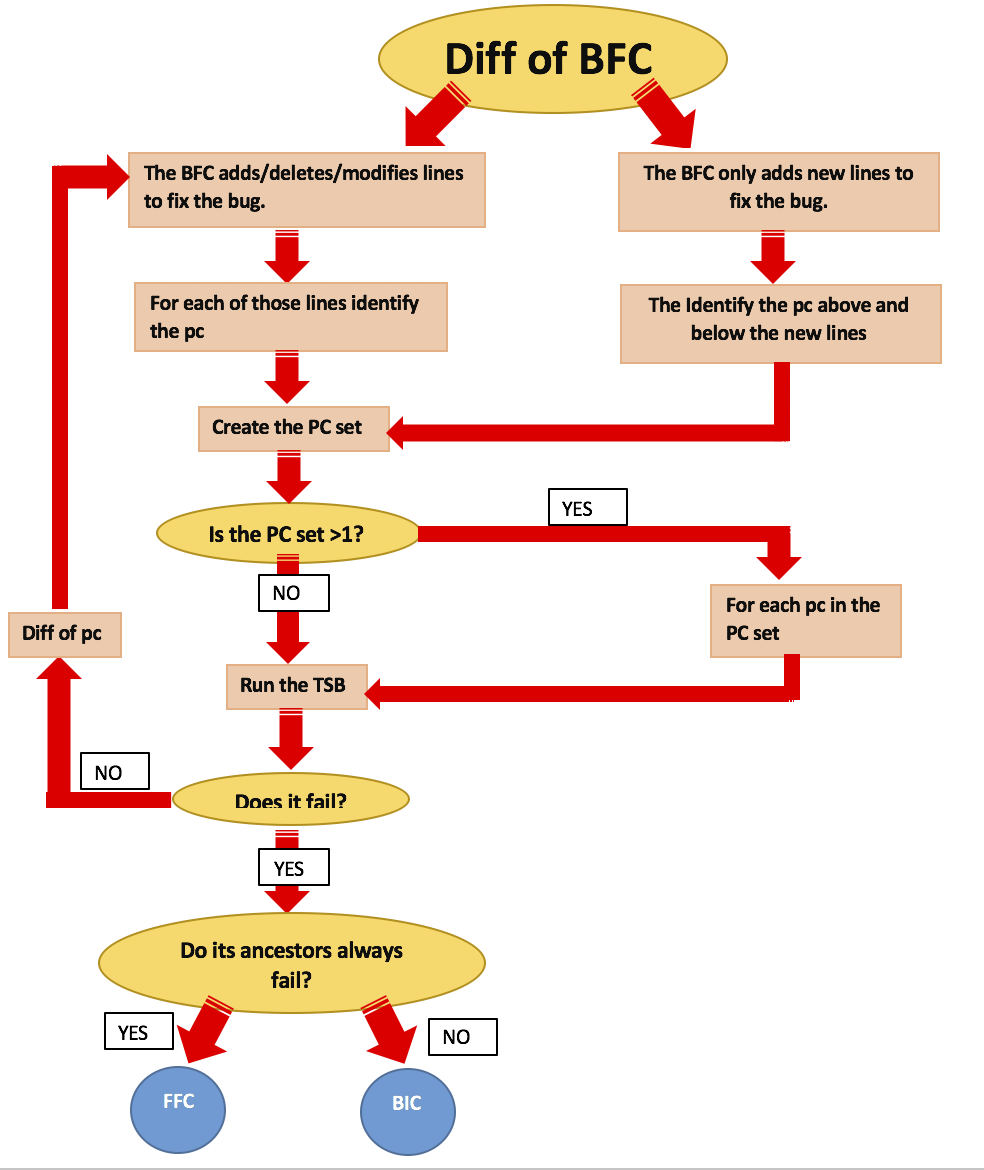 Diff of BFC
The BFC adds/deletes/modifies lines
to fix the bug.
The BFC only adds new lines to
fix the bug.
For each of those lines identify
the pc
The Identify the pc above and
below the new lines
Create the PC set
Is the PC set >1?
YES
NO
For each pc in the
PC set
Diff of pc
Run the TSB
NO
Does it fail?
YES
Do its ancestors always
fail?
YES
NO
FFC
BIC